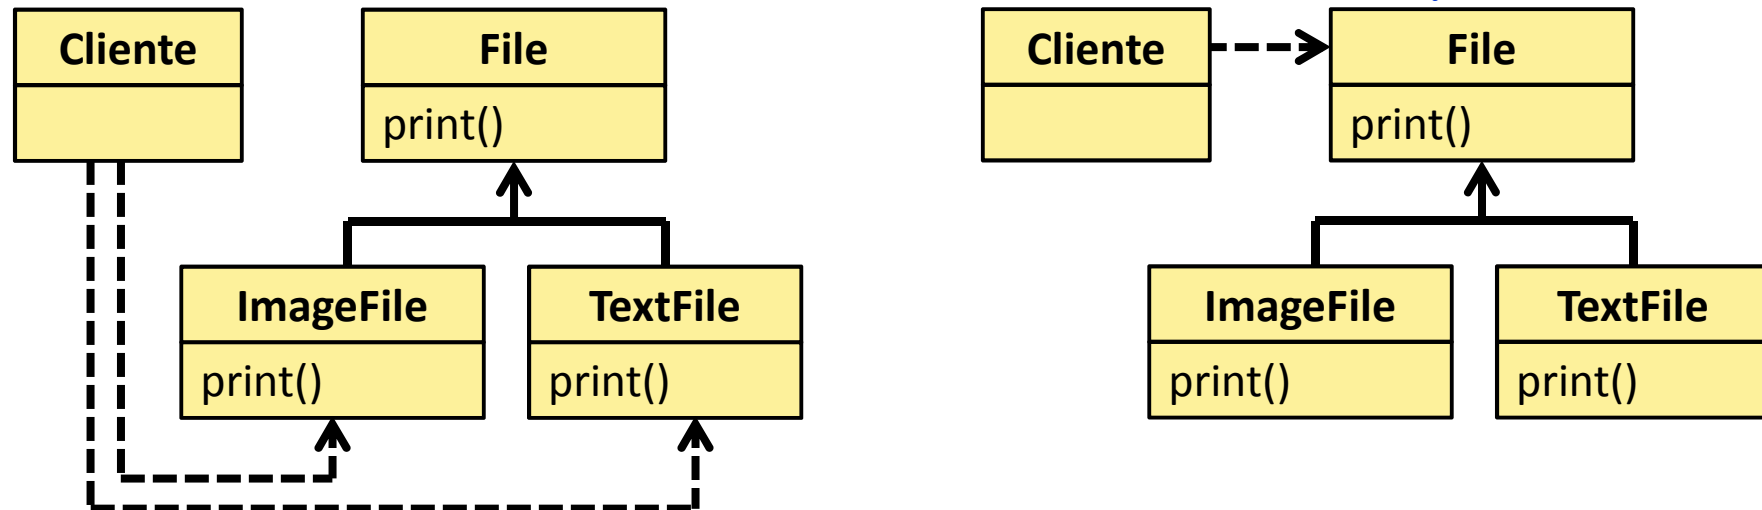 Cliente
File
print()
ImageFile
print()
TextFile
print()
Cliente
File
print()
ImageFile
print()
TextFile
print()